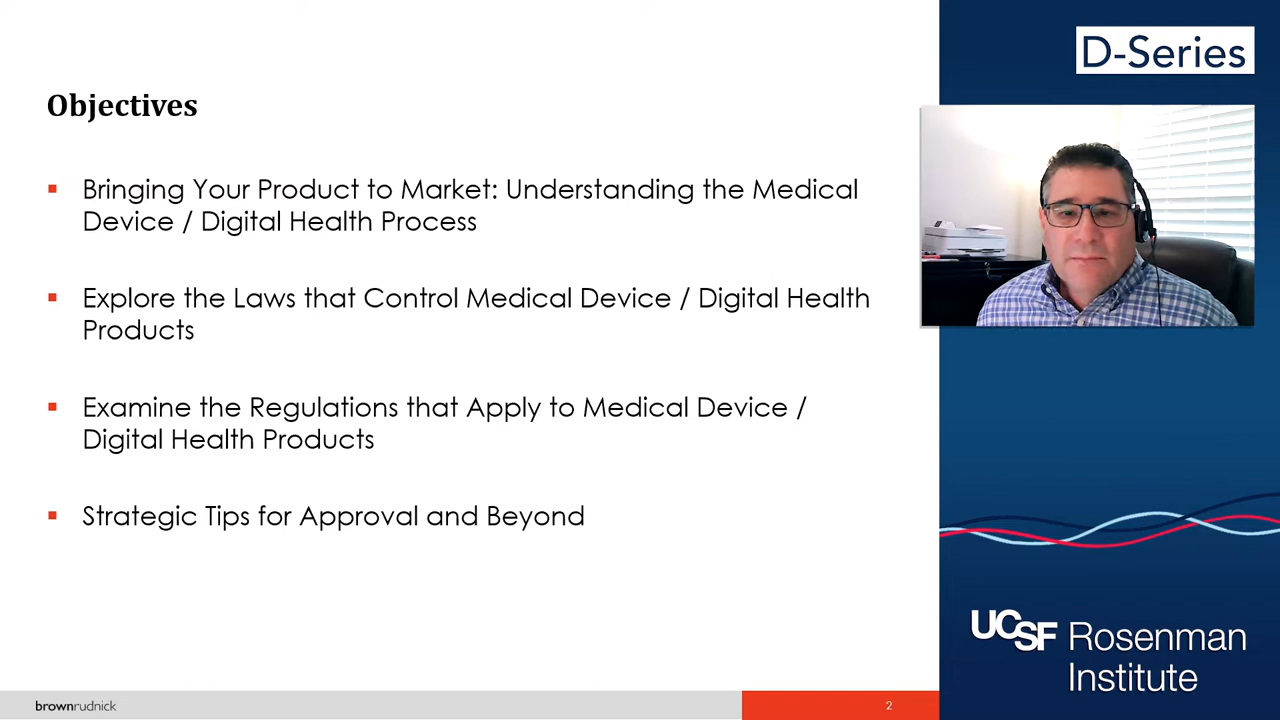 D-Series
Objectives
▪ Bringing Your Product to Market: Understanding the Medical
Device / Digital Health Process
▪ Explore the Laws that Control Medical Device / Digital Health
Products
▪ Examine the Regulations that Apply to Medical Device /
Digital Health Products
▪ Strategic Tips for Approval and Beyond
UCSF Rosenman
Institute
brownrudnick
2